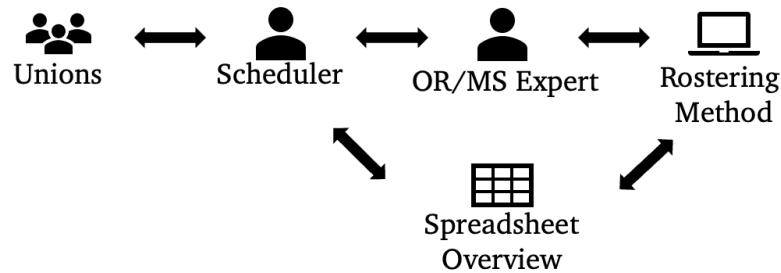 Unions
Scheduler
OR/MS Expert
Rostering
Method
Spreadsheet
Overview